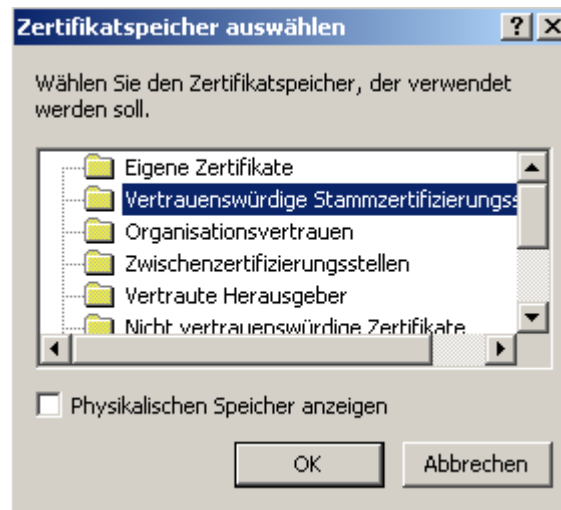 Zertifikatspeicher auswählen
Wählen Sie den Zertifikatspeicher, der verwendet
werden soll.
Eigene Zertifikate
Vertrauenswürdige Stammzertifizierungss
Organisationsvertrauen
Zwischenzertifizierungsstellen
Vertraute Herausgeber
Nicht vertrauenswürdige Zertifikate
Physikalischen Speicher anzeigen
OK Abbrechen